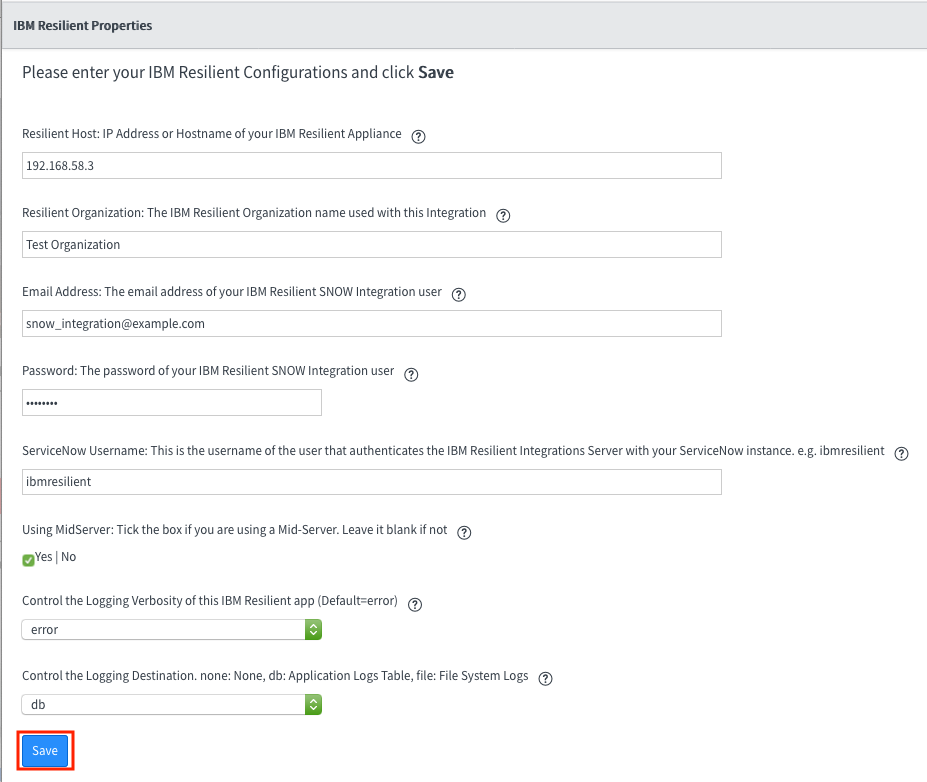 IBM Resilient Properties
Please enter your IBM Resilient Configurations and click Save
Resilient Host: IP Address or Hostname of your IBM Resilient Appliance ?
192.168.58.3
Resilient Organization: The IBM Resilient Organization name used with this Integration ?
Test Organization
Email Address: The email address of your IBM Resilient SNOW Integration user ?
snow_integration@example.com
Password: The password of your IBM Resilient SNOW Integration user ?
••••••••
ServiceNow Username: This is the username of the user that authenticates the IBM Resilient Integrations Server with your ServiceNow instance. e.g. ibmresilient ?
ibmresilient
Using MidServer: Tick the box if you are using a Mid-Server. Leave it blank if not ?
Yes | No
Control the Logging Verbosity of this IBM Resilient app (Default=error) ?
error
Control the Logging Destination. none: None, db: Application Logs Table, file: File System Logs ?
db
Save